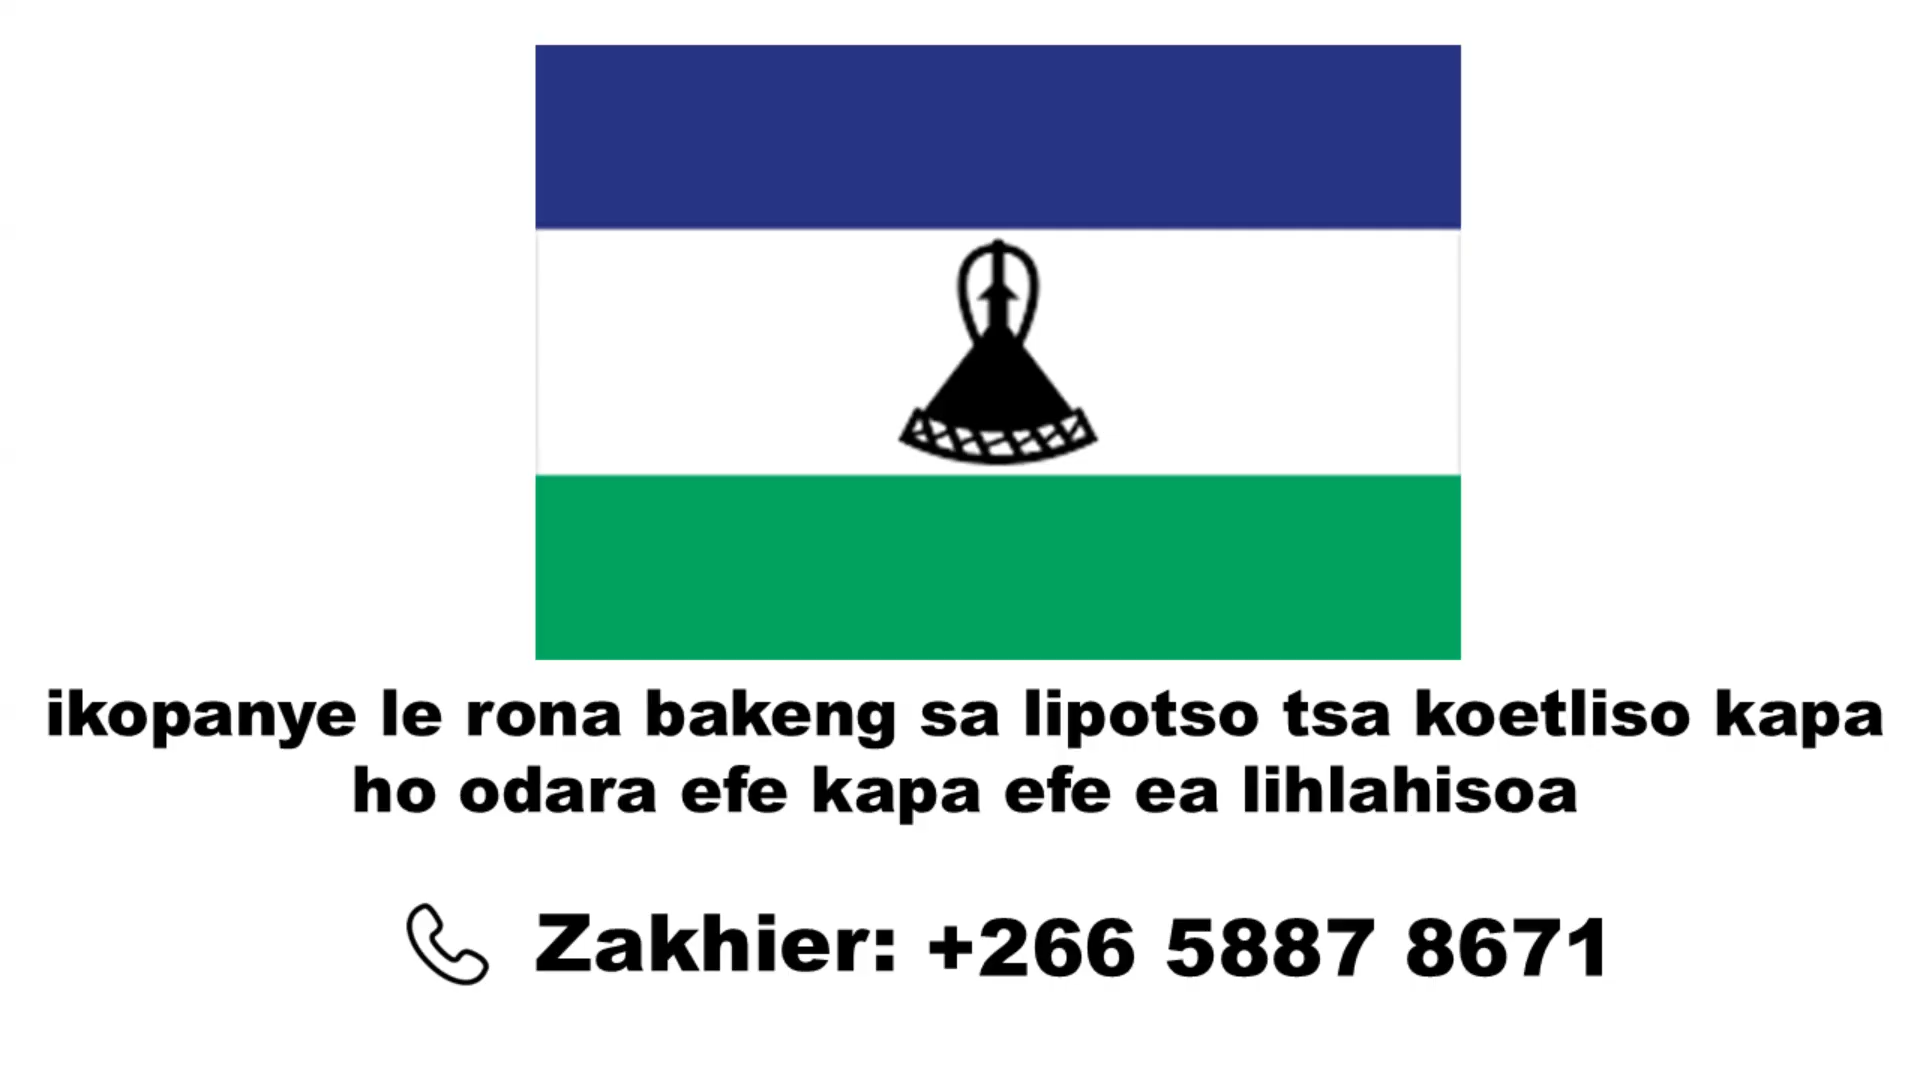 ikopanye le rona bakeng sa lipotso tsa koetliso kapa
ho odara efe kapa efe ea lihlahisoa
Zakhier: +266 5887 8671